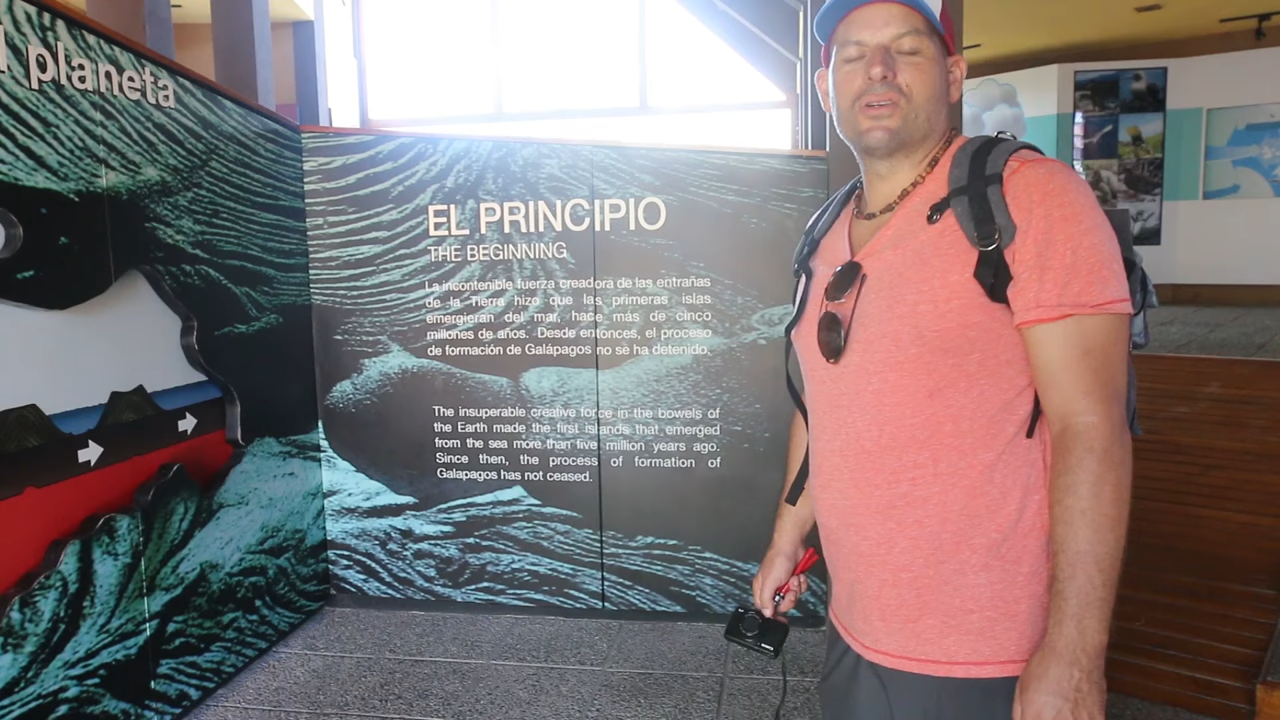 planeta
EL PRINCIPIO
THE BEGINNING
La incontenible fuerza creadora de las entrañas
de la Tierra hizo que las primeras islas
emergieran del mar, hace más de cinco
millones de años. Desde entonces, el proceso
de formación de Galápagos no se ha detenido.
The insuperable creative force in the bowels of
the Earth made the first islands that emerged
from the sea more than five million years ago.
Since then, the process of formation of
Galapagos has not ceased.